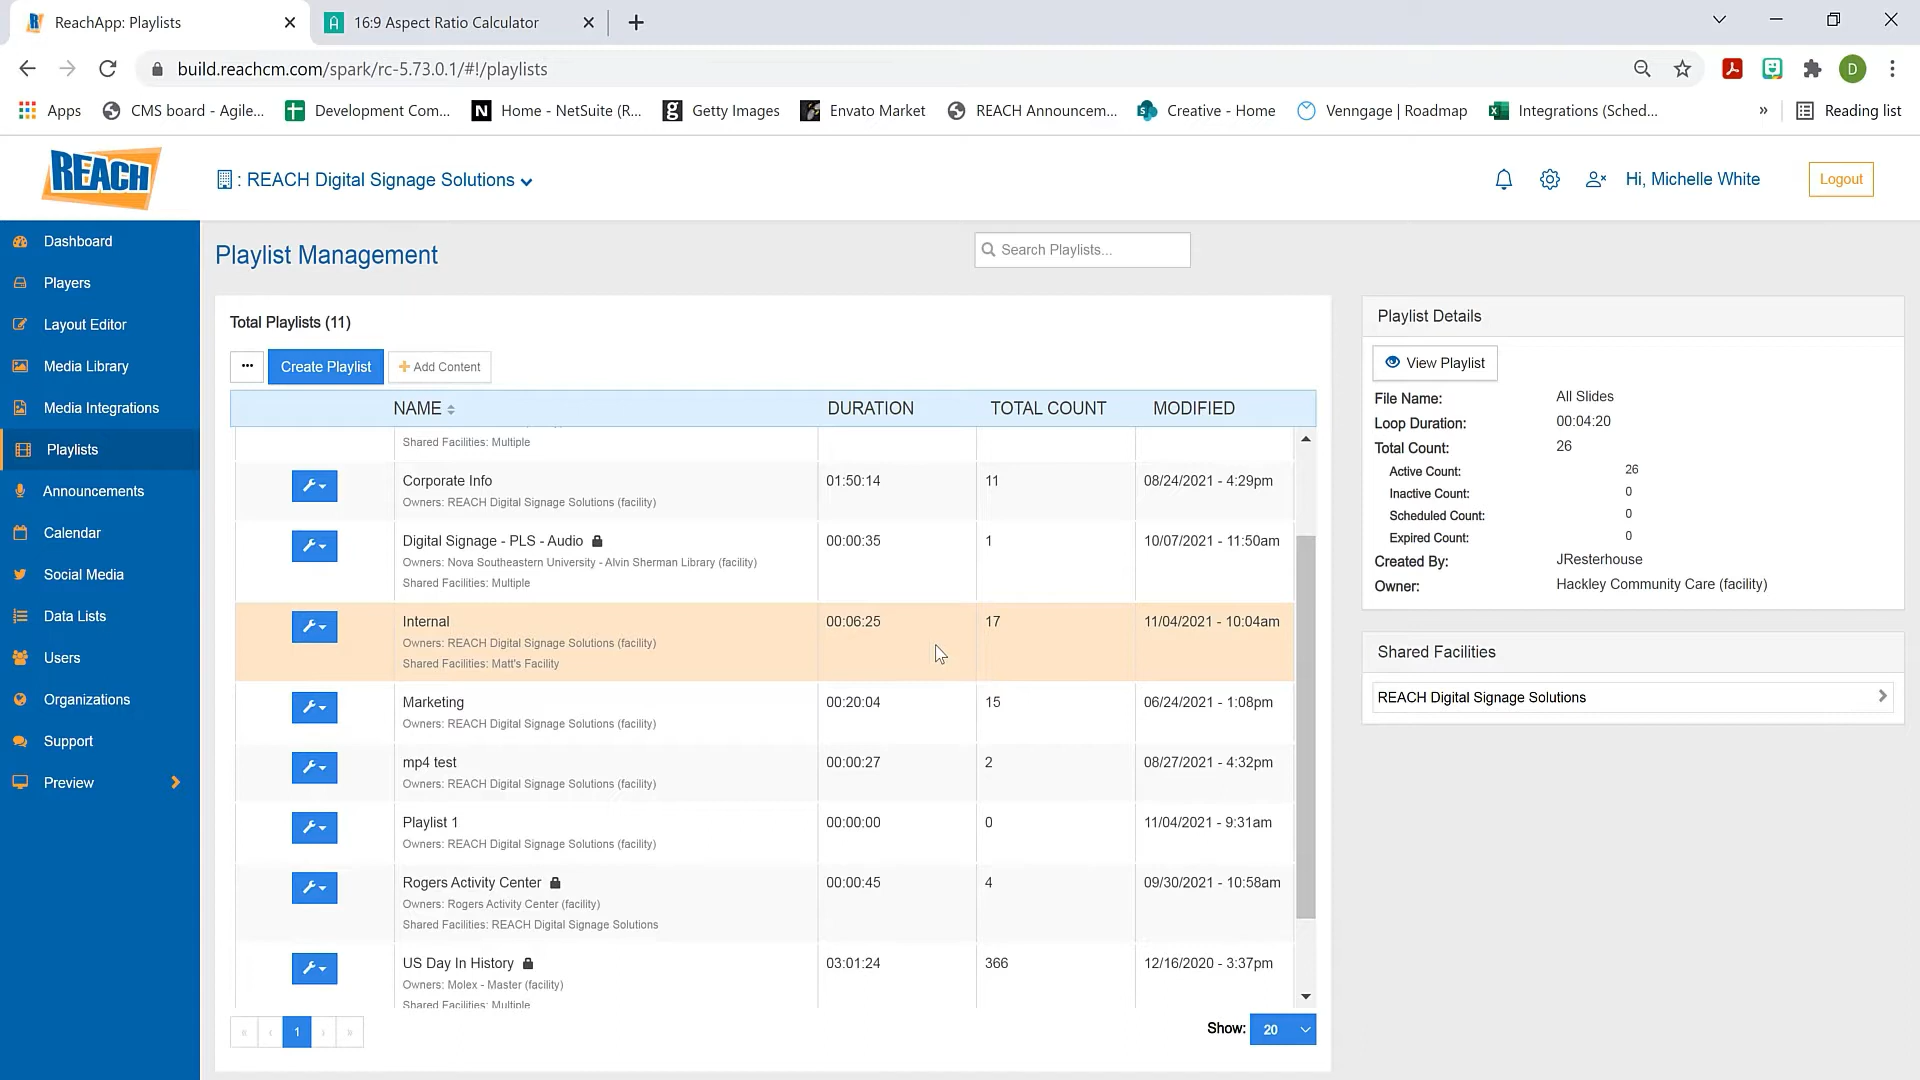 ReachApp: Playlists
16:9 Aspect Ratio Calculator
build.reachcm.com/spark/rc-5.73.0.1/#!/playlists
D
Apps
CMS board - Agile...
Development Com...
Home - NetSuite (R...
Getty Images
Envato Market
REACH Announcem...
Creative - Home
Venngage | Roadmap
Integrations (Sched...
»
Reading list
REACH
: REACH Digital Signage Solutions
Hi, Michelle White
Logout
Dashboard
Players
Layout Editor
Media Library
Media Integrations
Playlists
Announcements
Calendar
Social Media
Data Lists
Users
Organizations
Support
Preview
Playlist Management
Search Playlists...
Total Playlists (11)
... Create Playlist + Add Content
NAME DURATION TOTAL COUNT MODIFIED
Shared Facilities: Multiple
Corporate Info 01:50:14 11 08/24/2021 - 4:29pm
Owners: REACH Digital Signage Solutions (facility)
Digital Signage - PLS - Audio 00:00:35 1 10/07/2021 - 11:50am
Owners: Nova Southeastern University - Alvin Sherman Library (facility)
Shared Facilities: Multiple
Internal 00:06:25 17 11/04/2021 - 10:04am
Owners: REACH Digital Signage Solutions (facility)
Shared Facilities: Matt's Facility
Marketing 00:20:04 15 06/24/2021 - 1:08pm
Owners: REACH Digital Signage Solutions (facility)
mp4 test 00:00:27 2 08/27/2021 - 4:32pm
Owners: REACH Digital Signage Solutions (facility)
Playlist 1 00:00:00 0 11/04/2021 - 9:31am
Owners: REACH Digital Signage Solutions (facility)
Rogers Activity Center 00:00:45 4 09/30/2021 - 10:58am
Owners: Rogers Activity Center (facility)
Shared Facilities: REACH Digital Signage Solutions
US Day In History 03:01:24 366 12/16/2020 - 3:37pm
Owners: Molex - Master (facility)
Shared Facilities: Multiple
« ‹ 1 › »
Show: 20
Playlist Details
View Playlist
File Name: All Slides
Loop Duration: 00:04:20
Total Count: 26
Active Count: 26
Inactive Count: 0
Scheduled Count: 0
Expired Count: 0
Created By: JResterhouse
Owner: Hackley Community Care (facility)
Shared Facilities
REACH Digital Signage Solutions